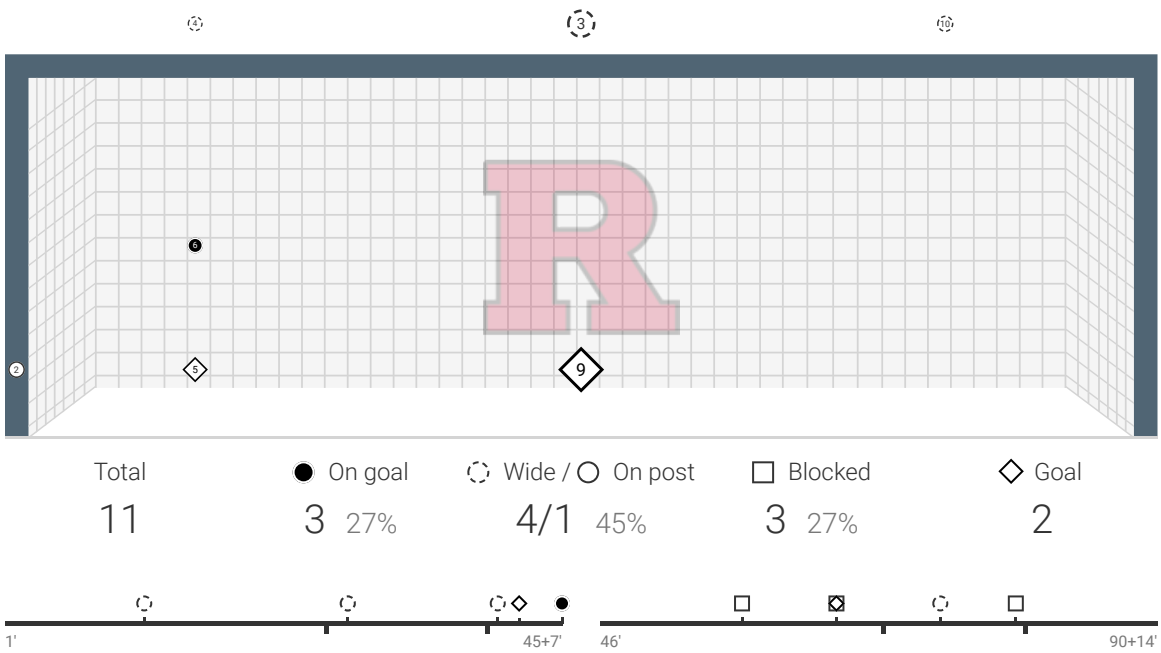 4 3 10
R
6
2 5 9
Total On goal Wide / On post Blocked Goal
11 3 27% 4/1 45% 3 27% 2
1' 45+7' 46' 90+14'